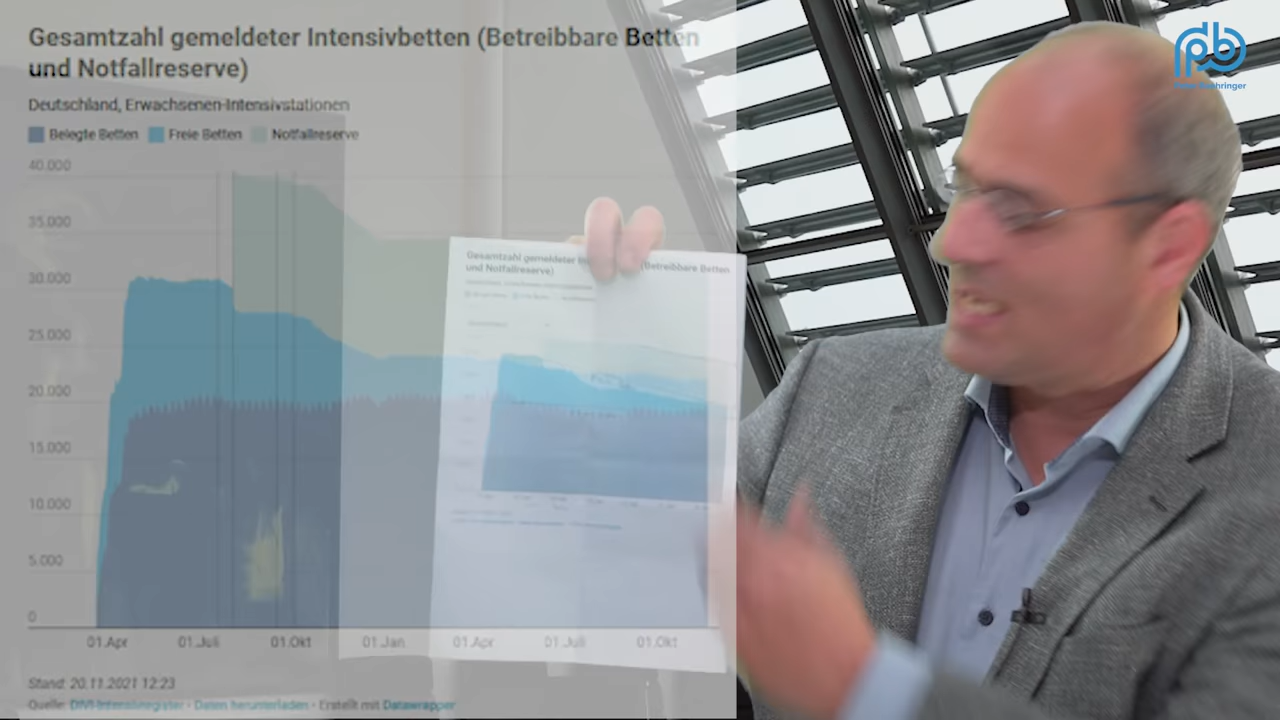 Gesamtzahl gemeldeter Intensivbetten (Betreibbare Betten
und Notfallreserve)
Deutschland, Erwachsenen-Intensivstationen
Belegte Betten Freie Betten Notfallreserve
40.000
35.000
30.000
25.000
20.000
15.000
10.000
5.000
0
01.Apr 01.Juli 01.Okt 01.Jan 01.Apr 01.Juli 01.Okt
Stand: 20.11.2021 12:23
Quelle: DIVI-Intensivregister · Daten herunterladen · Erstellt mit Datawrapper
Gesamtzahl gemeldeter (Betreibbare Betten
und Notfallreserve)
pb